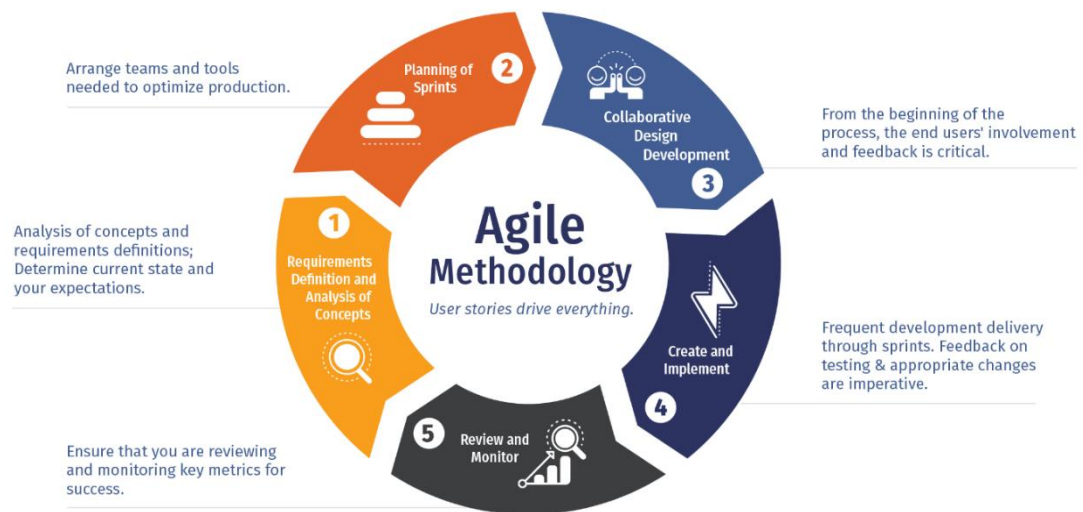 Agile
Methodology
User stories drive everything.
1
Requirements
Definition and
Analysis of
Concepts
Analysis of concepts and
requirements definitions;
Determine current state and
your expectations.
2
Planning of
Sprints
Arrange teams and tools
needed to optimize production.
Collaborative
Design
Development
3
From the beginning of the
process, the end users' involvement
and feedback is critical.
Create and
Implement
4
Frequent development delivery
through sprints. Feedback on
testing & appropriate changes
are imperative.
5
Review and
Monitor
Ensure that you are reviewing
and monitoring key metrics for
success.